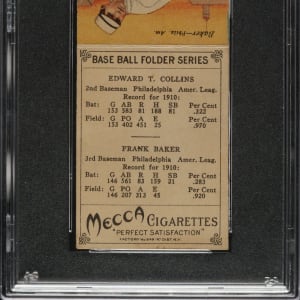 Baker-Phila. Am.
BASE BALL FOLDER SERIES
EDWARD T. COLLINS
2nd Baseman Philadelphia Amer. Leag.
Record for 1910:
Bat: G AB R H SB Per Cent
153 583 81 188 81 .322
Field: G PO A E Per Cent
153 402 451 25 .970
FRANK BAKER
3rd Baseman Philadelphia Amer. Leag.
Record for 1910:
Bat: G AB R H SB Per Cent
146 561 83 159 21 .283
Field: G PO A E Per Cent
146 207 313 45 .920
MECCA CIGARETTES
"PERFECT SATISFACTION"